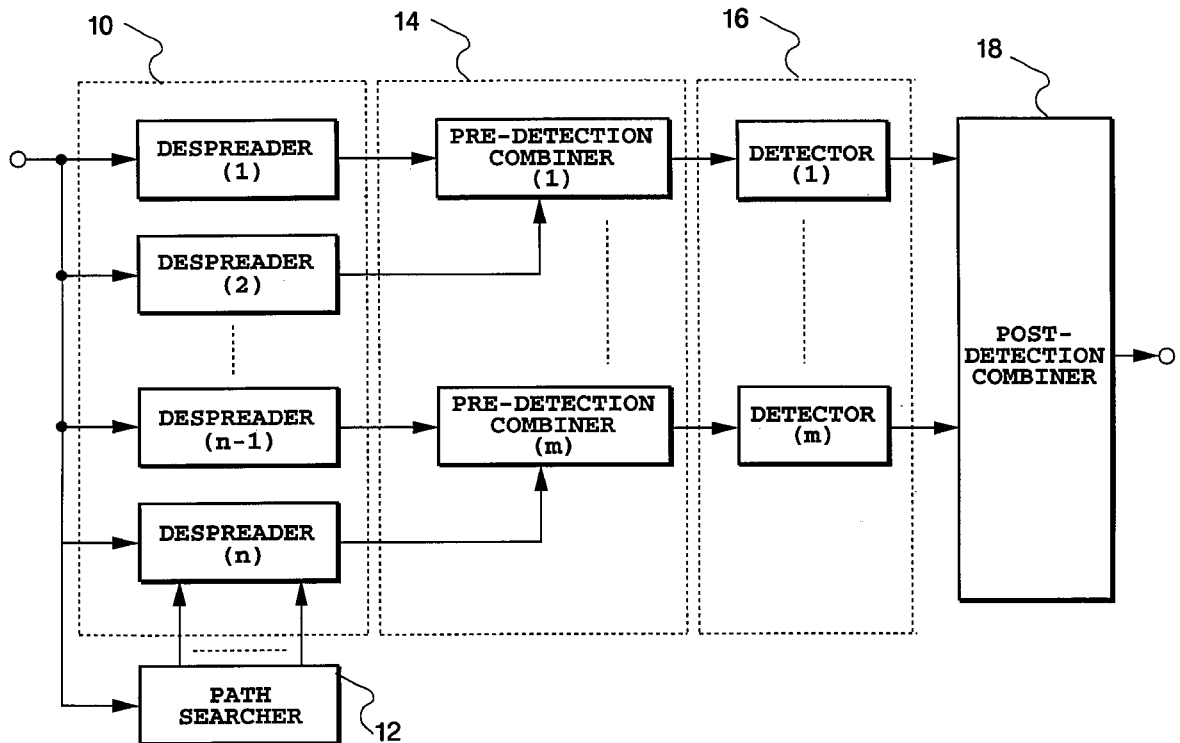 10
14
16
18
DESPREADER
(1)
PRE-DETECTION
COMBINER
(1)
DETECTOR
(1)
DESPREADER
(2)
POST-
DETECTION
COMBINER
DESPREADER
(n-1)
PRE-DETECTION
COMBINER
(m)
DETECTOR
(m)
DESPREADER
(n)
PATH
SEARCHER
12